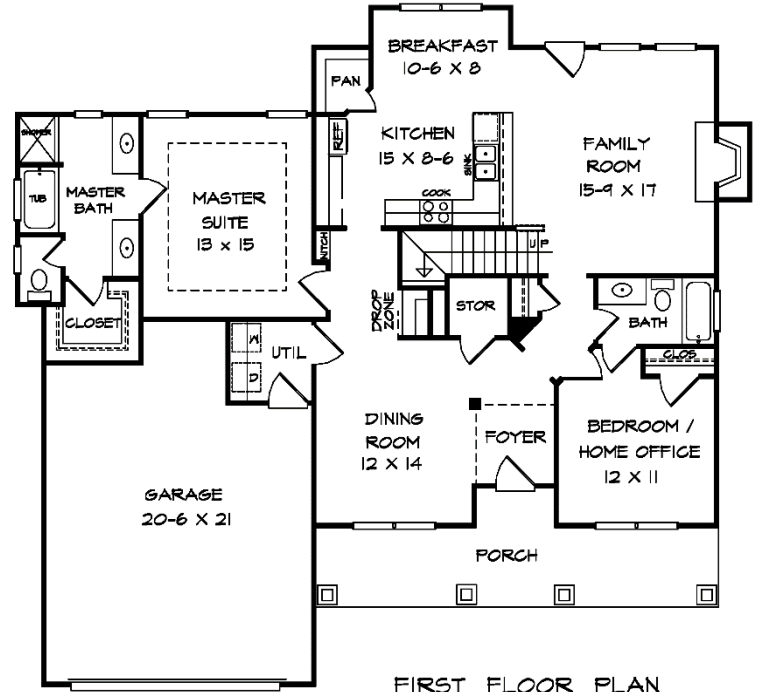 BREAKFAST
10-6 X 8
PAN
KITCHEN
15 X 8-6
REF
SINK
COOK
FAMILY
ROOM
15-9 X 17
SHOWER
TUB
MASTER
BATH
MASTER
SUITE
13 x 15
NITCH
UP
CLOSET
DROP
ZONE
STOR
BATH
W
D
UTIL
CLOS
DINING
ROOM
12 X 14
FOYER
BEDROOM /
HOME OFFICE
12 X 11
GARAGE
20-6 X 21
PORCH
FIRST FLOOR PLAN